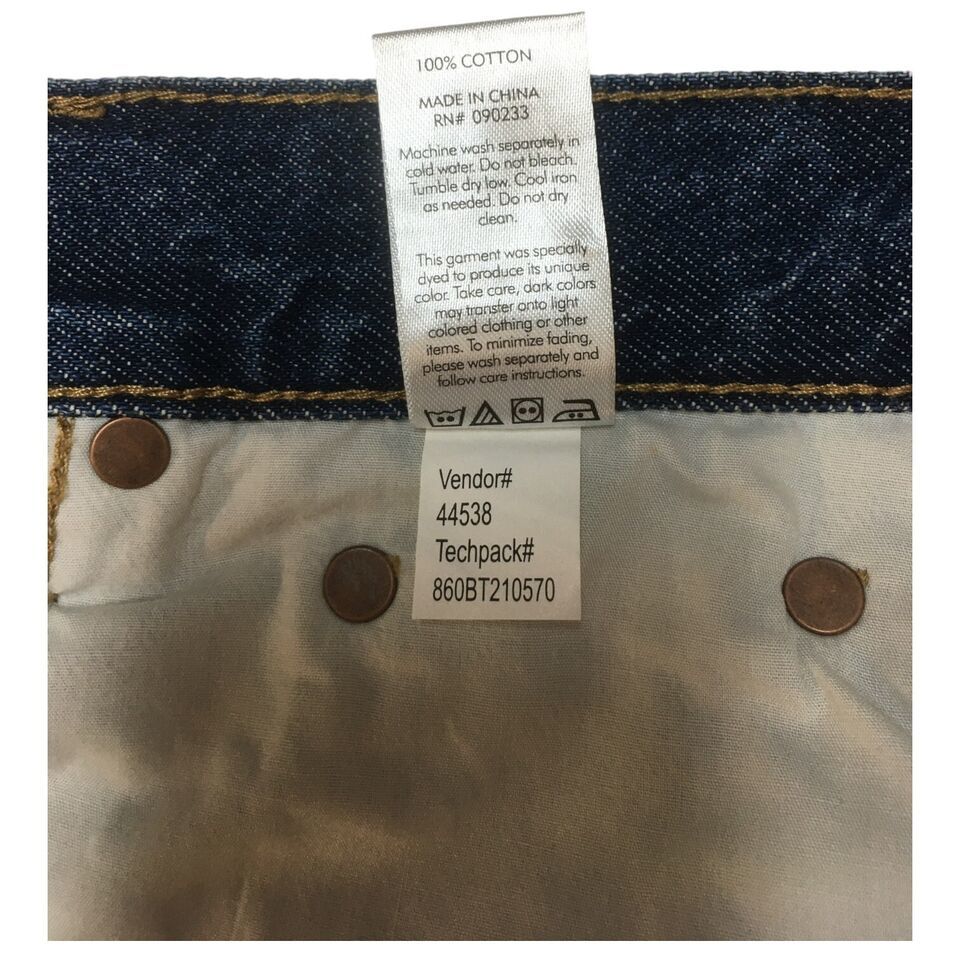 100% COTTON
MADE IN CHINA
RN# 090233
Machine wash separately in
cold water. Do not bleach.
Tumble dry low. Cool iron
as needed. Do not dry
clean.
This garment was specially
dyed to produce its unique
color. Take care, dark colors
may transfer onto light
colored clothing or other
items. To minimize fading,
please wash separately and
follow care instructions.
Vendor#
44538
Techpack#
860BT210570